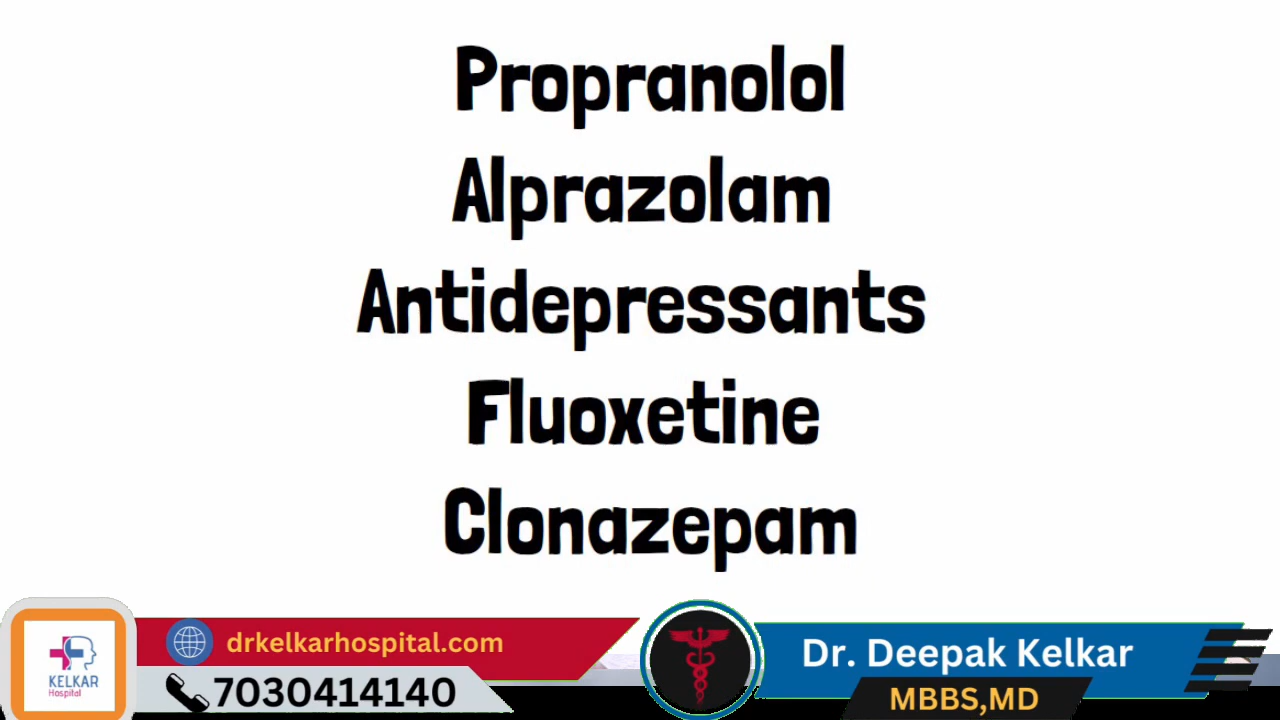 Propranolol
Alprazolam
Antidepressants
Fluoxetine
Clonazepam
KELKAR
Hospital
drkelkarhospital.com
7030414140
Dr. Deepak Kelkar
MBBS,MD